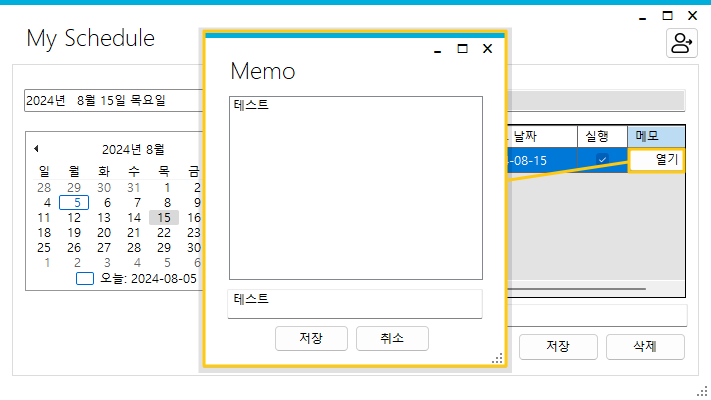 My Schedule
2024년 8월 15일 목요일
2024년 8월
일 월 화 수 목 금
28 29 30 31 1 2
4 5 6 7 8 9
11 12 13 14 15 16
18 19 20 21 22 23
25 26 27 28 29 30
1 2 3 4 5 6
오늘: 2024-08-05
Memo
테스트
테스트
저장 취소
날짜 실행 메모
-08-15 열기
저장 삭제